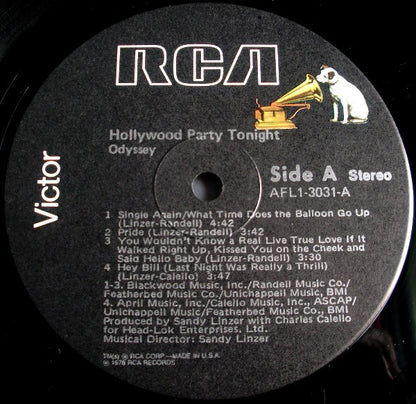 RCA
Victor
Hollywood Party Tonight
Odyssey
Side A Stereo
AFL1-3031-A
1 Single Again/What Time Does the Balloon Go Up
(Linzer-Randell) 4:42
2 Pride (Linzer-Randell) 3:42
3 You Wouldn't Know a Real Live True Love If It
Walked Right Up, Kissed You on the Cheek and
Said Hello Baby (Linzer-Randell) 3:30
4 Hey Bill (Last Night Was Really a Thrill)
(Linzer-Calello) 3:46
1-3. Blackwood Music, Inc./Randell Music Co./
Featherbed Music Co./Unichappell Music, BMI
4. April Music, Inc./Calello Music, Inc., ASCAP/
Unichappell Music/Featherbed Music Co., BMI
Produced by Sandy Linzer with Charles Calello
for Head-Lok Enterprises, Ltd.
Musical Director: Sandy Linzer
TM(s) ® RCA CORP.—MADE IN U.S.A.
℗ 1978 RCA RECORDS